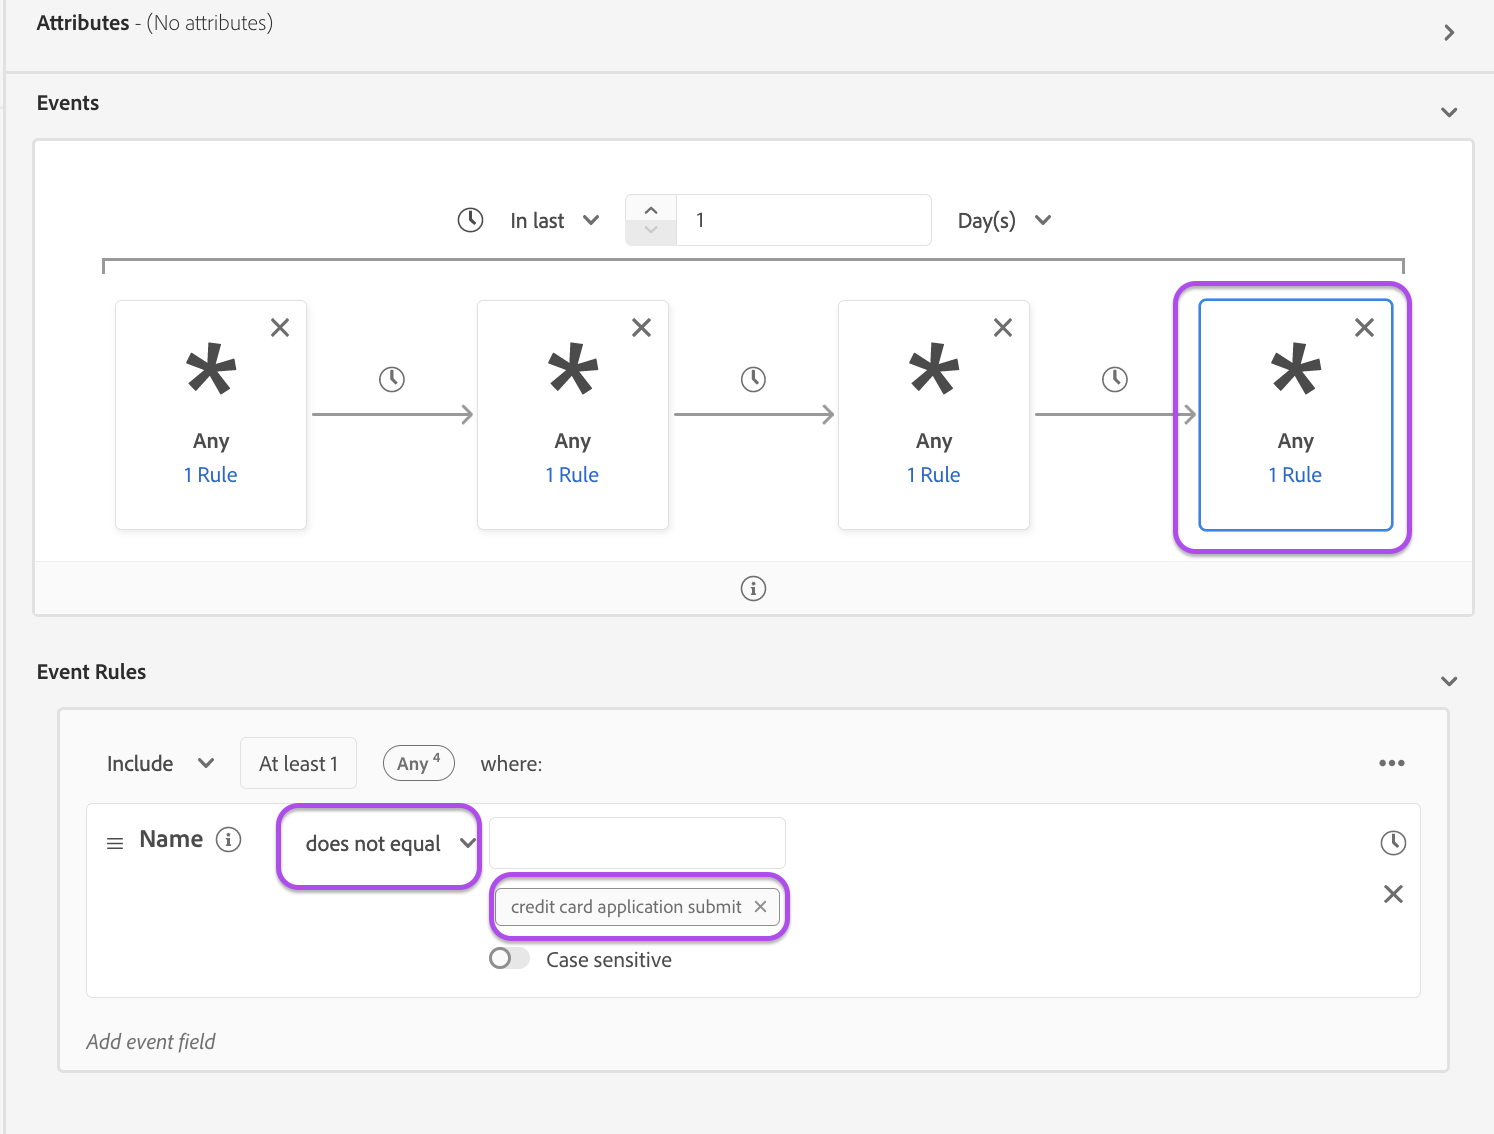 Attributes - (No attributes)
Events
In last 1 Day(s)
Any Any Any Any
1 Rule 1 Rule 1 Rule 1 Rule
Event Rules
Include At least 1 Any 4 where:
Name does not equal
credit card application submit
Case sensitive
Add event field